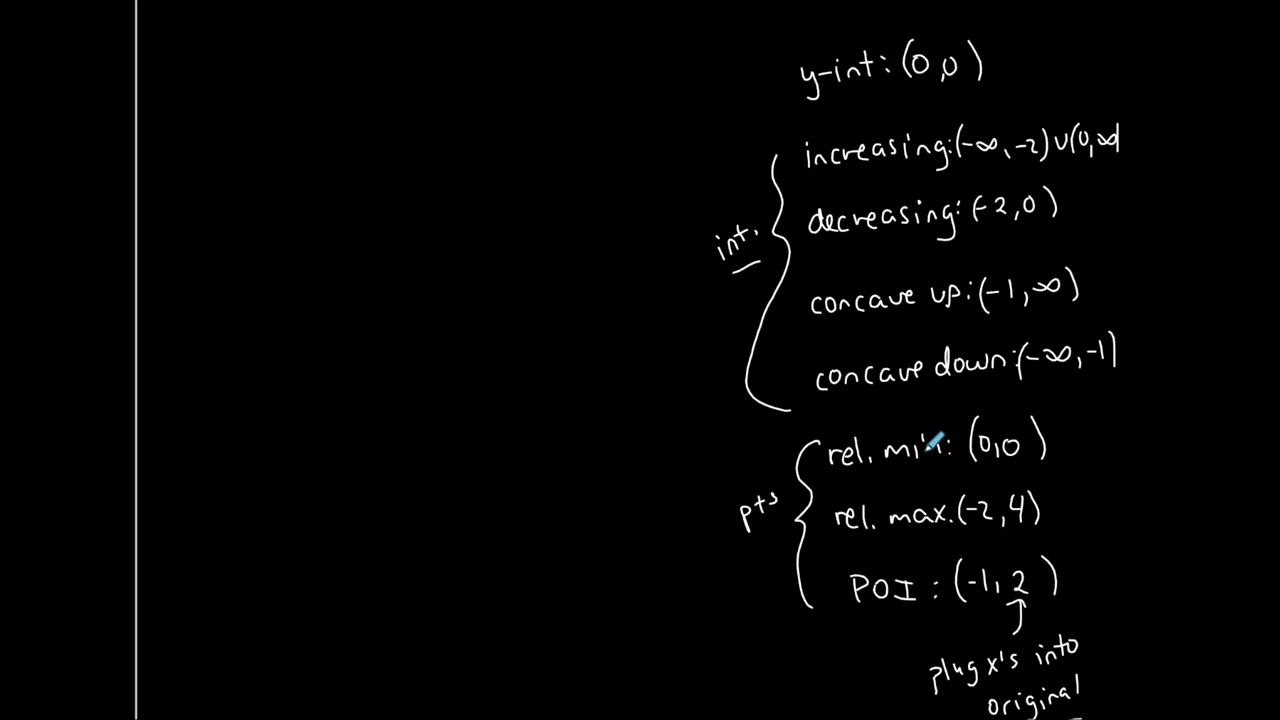 y-int: (0,0)
increasing: (-∞, -2) ∪ (0, ∞)
decreasing: (-2, 0)
int.
concave up: (-1, ∞)
concave down: (-∞, -1)
rel. min: (0,0)
pts
rel. max. (-2, 4)
POI : (-1, 2)
plug x's into
original